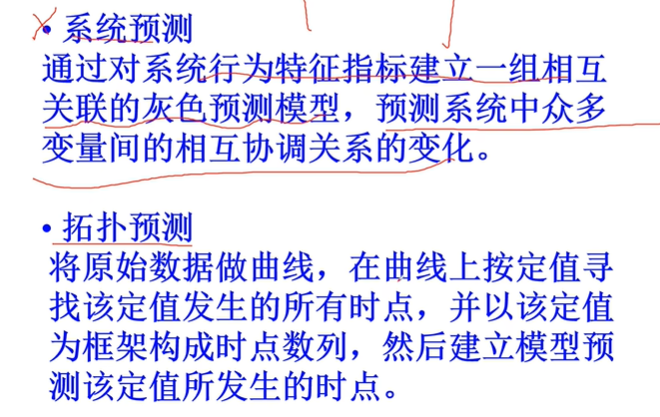 • 系统预测
通过对系统行为特征指标建立一组相互
关联的灰色预测模型，预测系统中众多
变量间的相互协调关系的变化。
• 拓扑预测
将原始数据做曲线，在曲线上按定值寻
找该定值发生的所有时点，并以该定值
为框架构成时点数列，然后建立模型预
测该定值所发生的时点。